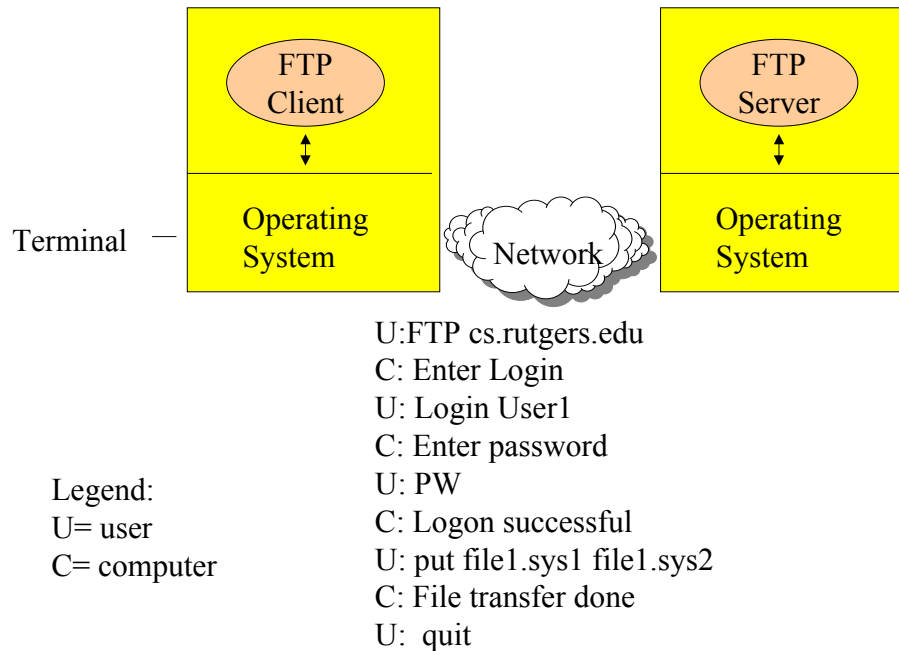 FTP
Client
FTP
Server
Terminal
Operating
System
Network
Operating
System
U:FTP cs.rutgers.edu
C: Enter Login
U: Login User1
C: Enter password
U: PW
C: Logon successful
U: put file1.sys1 file1.sys2
C: File transfer done
U: quit
Legend:
U= user
C= computer